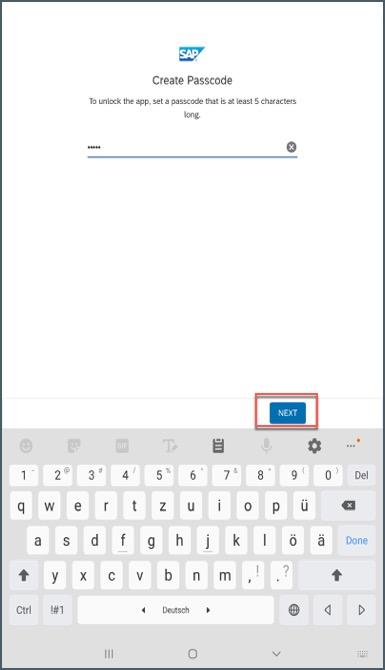 SAP
Create Passcode
To unlock the app, set a passcode that is at least 5 characters
long.
•••••
NEXT
GIF
1 - 2 @ 3 # 4 / 5 % 6 ^ 7 & 8 * 9 ( 0 ) Del
q w e r t z u i o p ü
a s d f g h j k l ö ä Done
y x c v b n m , ! . ?
Ctrl !#1 Deutsch